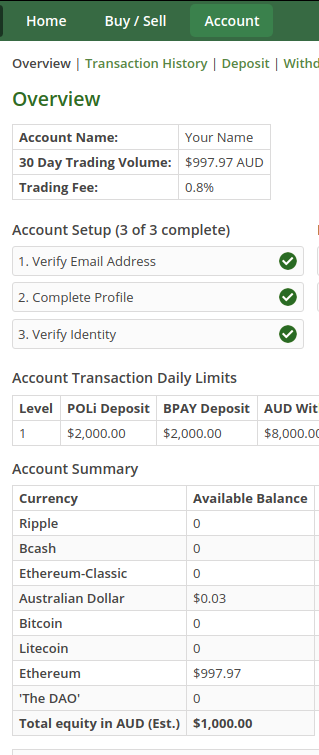 Home Buy / Sell Account
Overview | Transaction History | Deposit | Withd
Overview
Account Name: Your Name
30 Day Trading Volume: $997.97 AUD
Trading Fee: 0.8%
Account Setup (3 of 3 complete)
1. Verify Email Address
2. Complete Profile
3. Verify Identity
Account Transaction Daily Limits
Level POLi Deposit BPAY Deposit AUD Wit
1 $2,000.00 $2,000.00 $8,000.00
Account Summary
Currency Available Balance
Ripple 0
Bcash 0
Ethereum-Classic 0
Australian Dollar $0.03
Bitcoin 0
Litecoin 0
Ethereum $997.97
'The DAO' 0
Total equity in AUD (Est.) $1,000.00